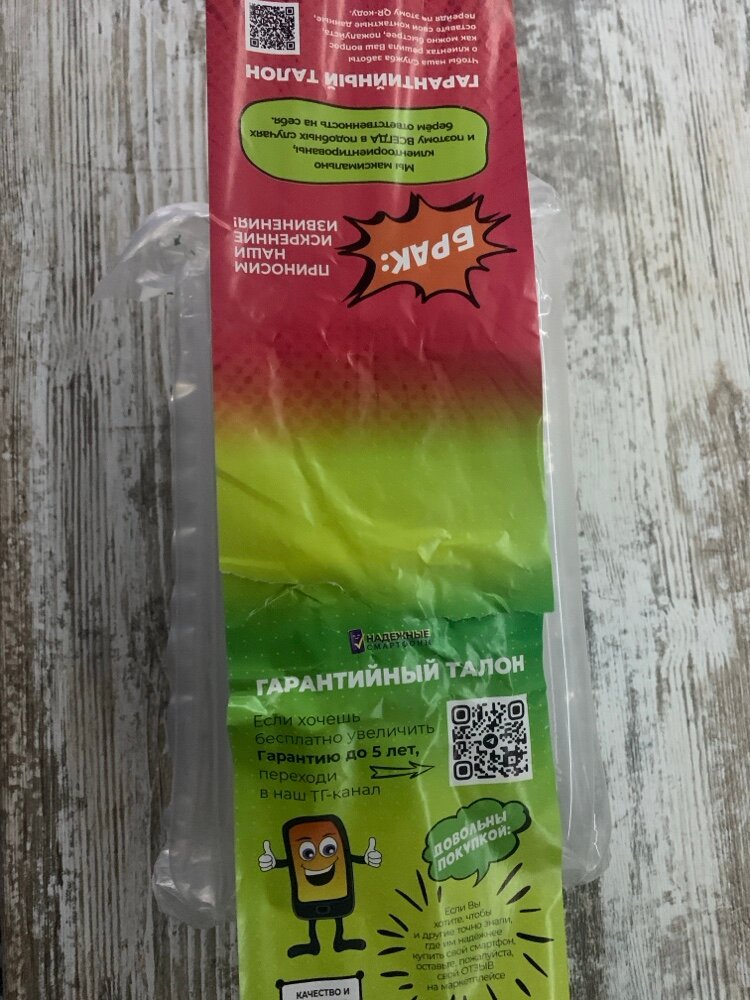 ГАРАНТИЙНЫЙ ТАЛОН
Чтобы наша Служба заботы
о клиентах решила Ваш вопрос
как можно быстрее, пожалуйста,
оставьте свои контактные данные,
перейдя по этому QR-коду.
БРАК:
ПРИНОСИМ
НАШИ
ИСКРЕННИЕ
ИЗВИНЕНИЯ!
Мы максимально
клиентоориентированы,
и поэтому ВСЕГДА в подобных случаях
берём ответственность на себя.
НАДЕЖНЫЕ
СМАРТФОНЫ
ГАРАНТИЙНЫЙ ТАЛОН
Если хочешь
бесплатно увеличить
Гарантию до 5 лет,
переходи
в наш ТГ-канал
ДОВОЛЬНЫ
ПОКУПКОЙ:
Если Вы
хотите, чтобы
и другие точно знали,
где им надёжнее
купить свой смартфон,
оставьте, пожалуйста,
свой ОТЗЫВ
на маркетплейсе
КАЧЕСТВО И